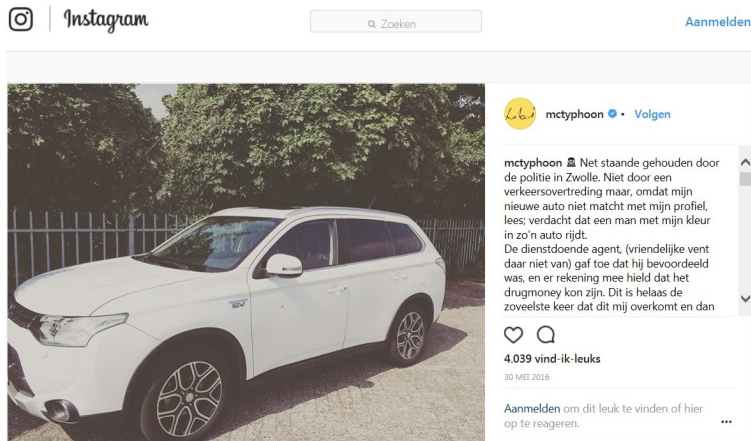 Instagram
Zoeken
Aanmelden
mctyphoon • Volgen
mctyphoon Net staande gehouden door
de politie in Zwolle. Niet door een
verkeersovertreding maar, omdat mijn
nieuwe auto niet matcht met mijn profiel,
lees; verdacht dat een man met mijn kleur
in zo'n auto rijdt.
De dienstdoende agent, (vriendelijke vent
daar niet van) gaf toe dat hij bevoordeeld
was, en er rekening mee hield dat het
drugmoney kon zijn. Dit is helaas de
zoveelste keer dat dit mij overkomt en dan
4.039 vind-ik-leuks
30 MEI 2016
Aanmelden om dit leuk te vinden of hier
op te reageren.